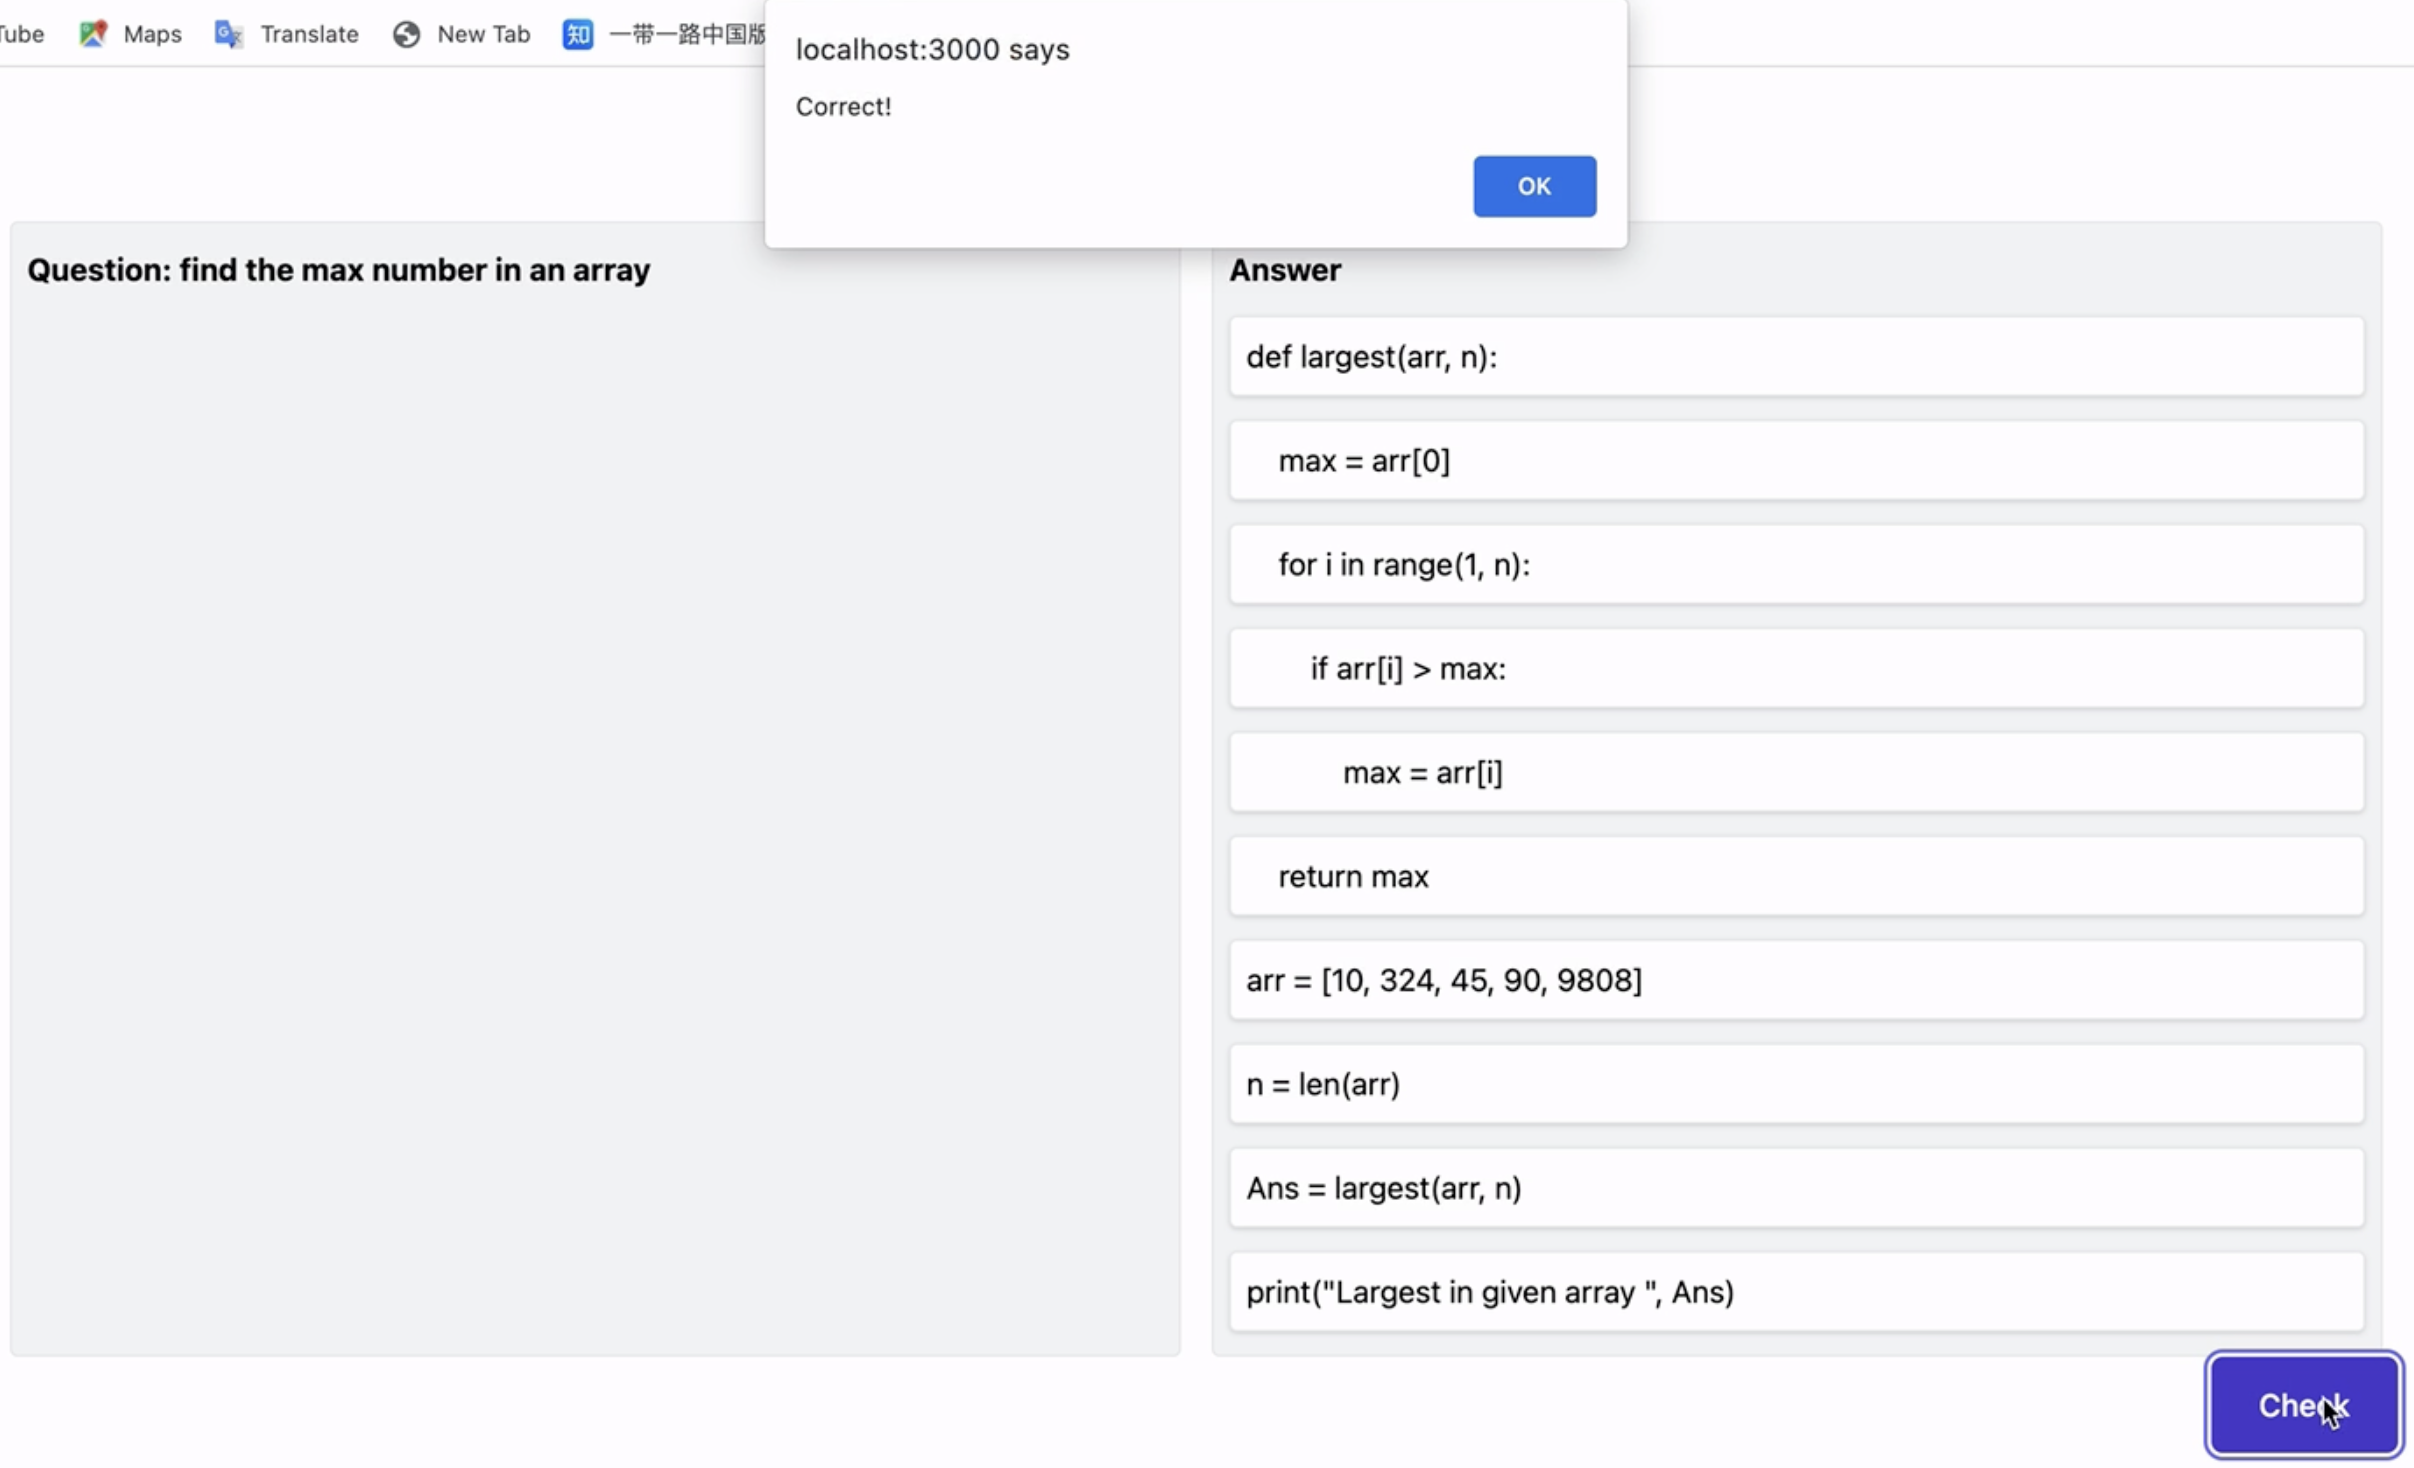 Tube Maps Translate New Tab 知 一带一路中国版
localhost:3000 says
Correct!
OK
Question: find the max number in an array
Answer
def largest(arr, n):
max = arr[0]
for i in range(1, n):
if arr[i] > max:
max = arr[i]
return max
arr = [10, 324, 45, 90, 9808]
n = len(arr)
Ans = largest(arr, n)
print("Largest in given array ", Ans)
Check